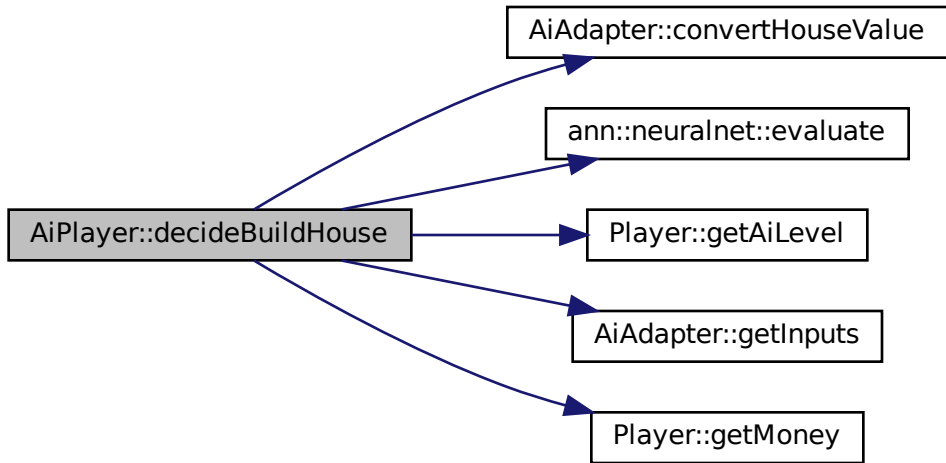 AiAdapter::convertHouseValue
ann::neuralnet::evaluate
AiPlayer::decideBuildHouse
Player::getAiLevel
AiAdapter::getInputs
Player::getMoney